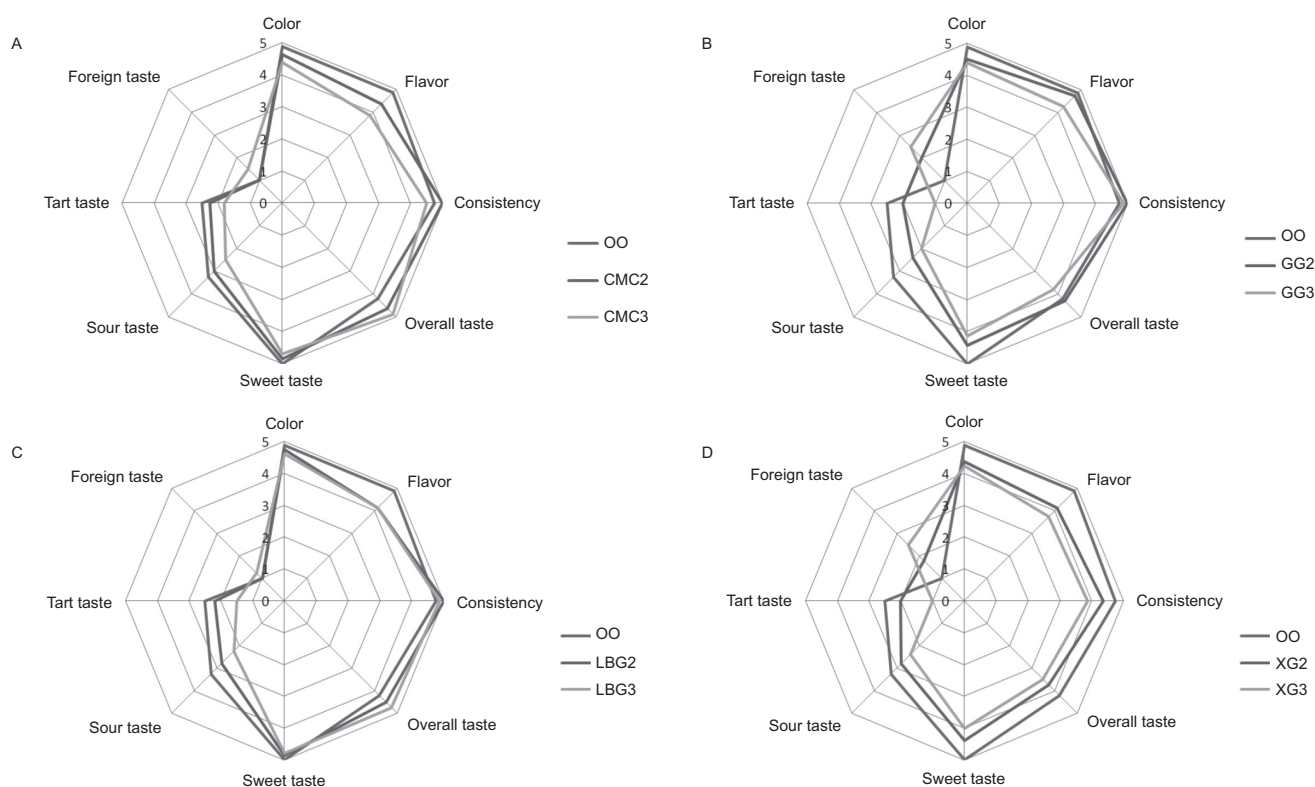 A
Color
5
4
3
2
1
0
Foreign taste
Flavor
Tart taste
Consistency
Sour taste
Overall taste
Sweet taste
OO
CMC2
CMC3
B
Color
5
4
3
2
1
0
Foreign taste
Flavor
Tart taste
Consistency
Sour taste
Overall taste
Sweet taste
OO
GG2
GG3
C
Color
5
4
3
2
1
0
Foreign taste
Flavor
Tart taste
Consistency
Sour taste
Overall taste
Sweet taste
OO
LBG2
LBG3
D
Color
5
4
3
2
1
0
Foreign taste
Flavor
Tart taste
Consistency
Sour taste
Overall taste
Sweet taste
OO
XG2
XG3